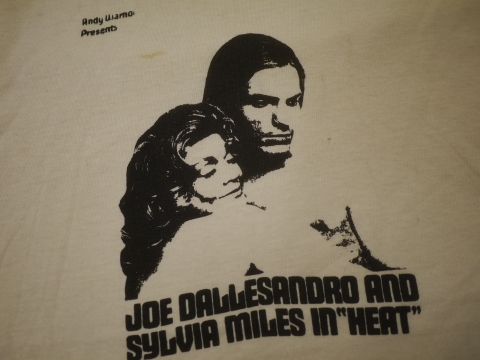 Andy Warhol
Presents
JOE DALLESANDRO AND
SYLVIA MILES IN "HEAT"